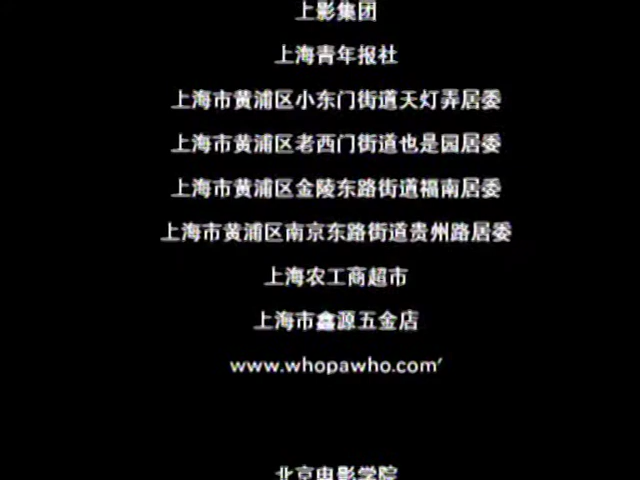 上影集团
上海青年报社
上海市黄浦区小东门街道天灯弄居委
上海市黄浦区老西门街道也是园居委
上海市黄浦区金陵东路街道福南居委
上海市黄浦区南京东路街道贵州路居委
上海农工商超市
上海市鑫源五金店
www.whopawho.com'
北京电影学院